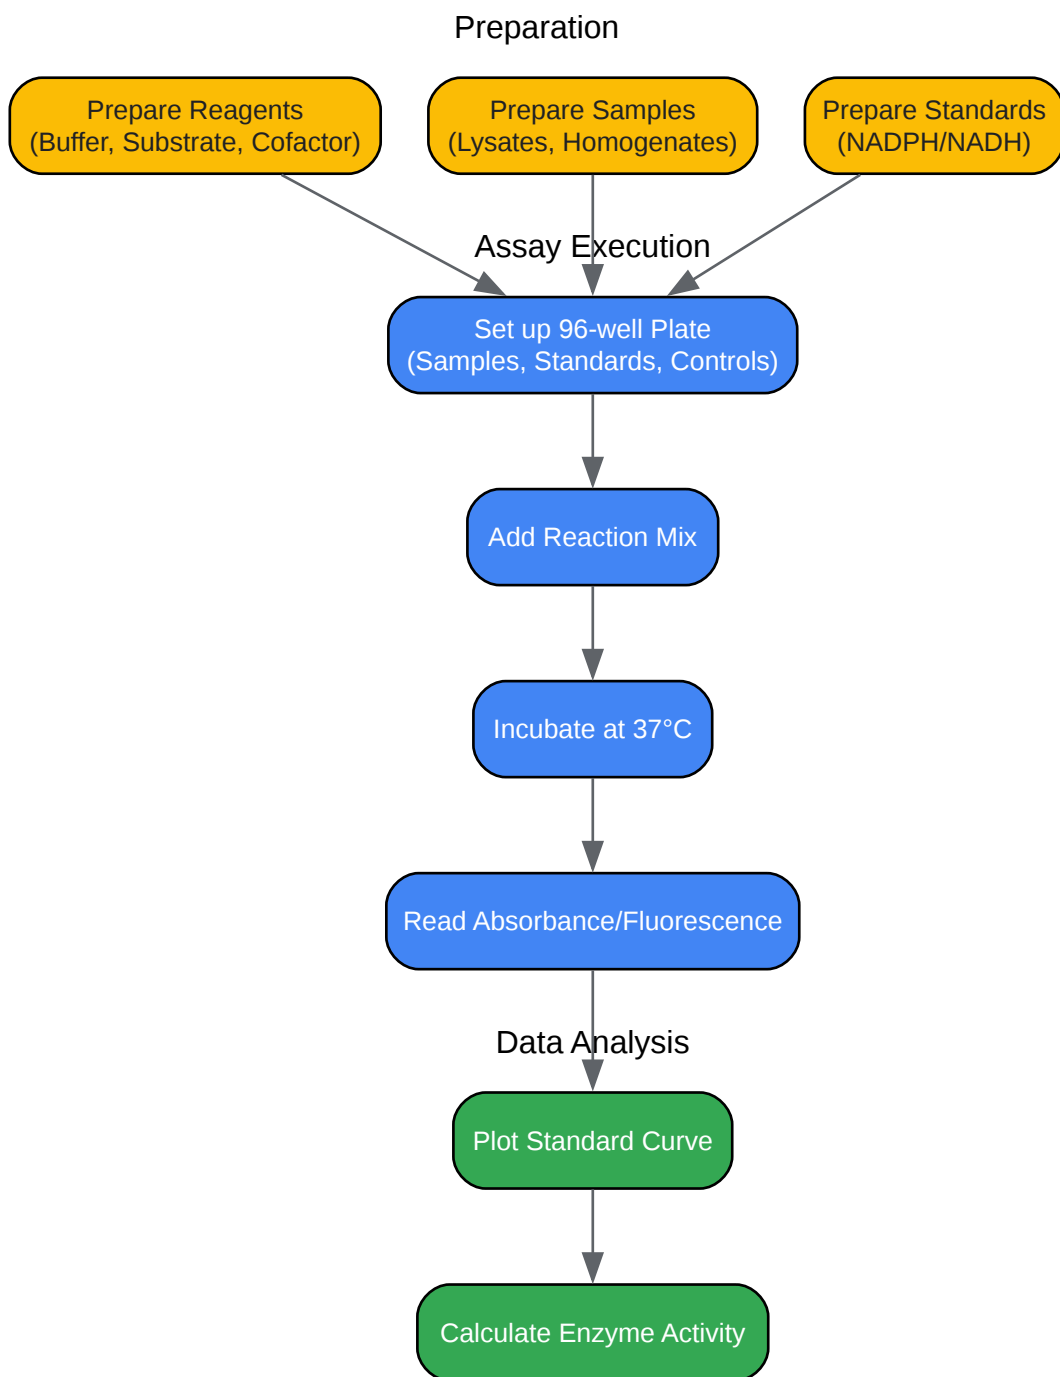 Preparation
Prepare Reagents
(Buffer, Substrate, Cofactor)
Prepare Samples
(Lysates, Homogenates)
Prepare Standards
(NADPH/NADH)
Assay Execution
Set up 96-well Plate
(Samples, Standards, Controls)
Add Reaction Mix
Incubate at 37°C
Read Absorbance/Fluorescence
Data Analysis
Plot Standard Curve
Calculate Enzyme Activity